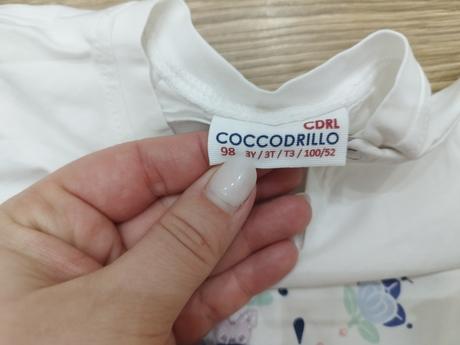 CDRL
COCCODRILLO
98 3Y / 3T / T3 / 100/52